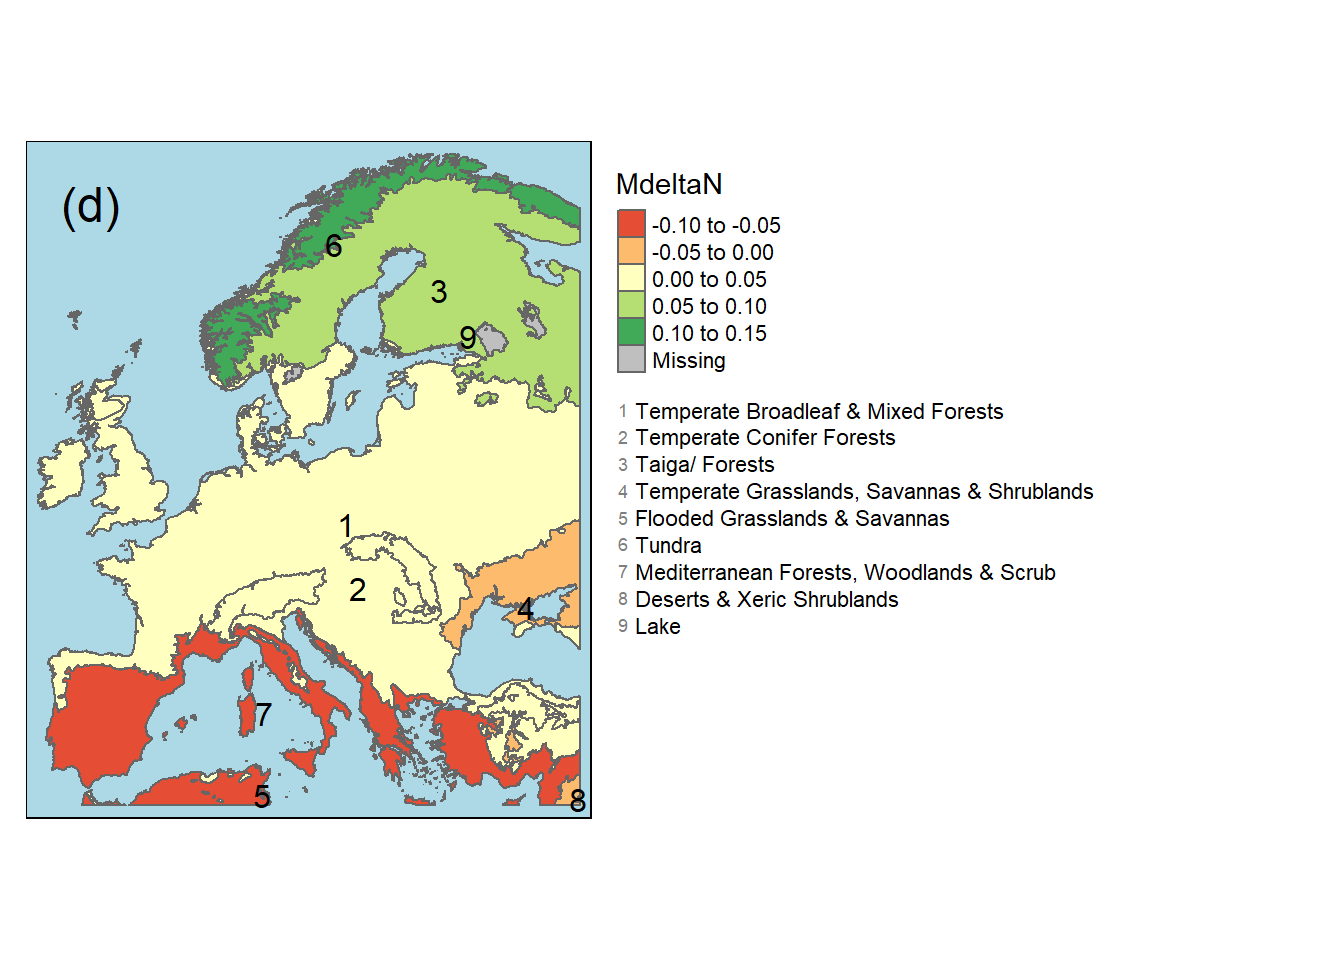 (d)
6
3
9
1
2
4
7
5
8
MdeltaN
-0.10 to -0.05
-0.05 to 0.00
0.00 to 0.05
0.05 to 0.10
0.10 to 0.15
Missing
1 Temperate Broadleaf & Mixed Forests
2 Temperate Conifer Forests
3 Taiga/ Forests
4 Temperate Grasslands, Savannas & Shrublands
5 Flooded Grasslands & Savannas
6 Tundra
7 Mediterranean Forests, Woodlands & Scrub
8 Deserts & Xeric Shrublands
9 Lake